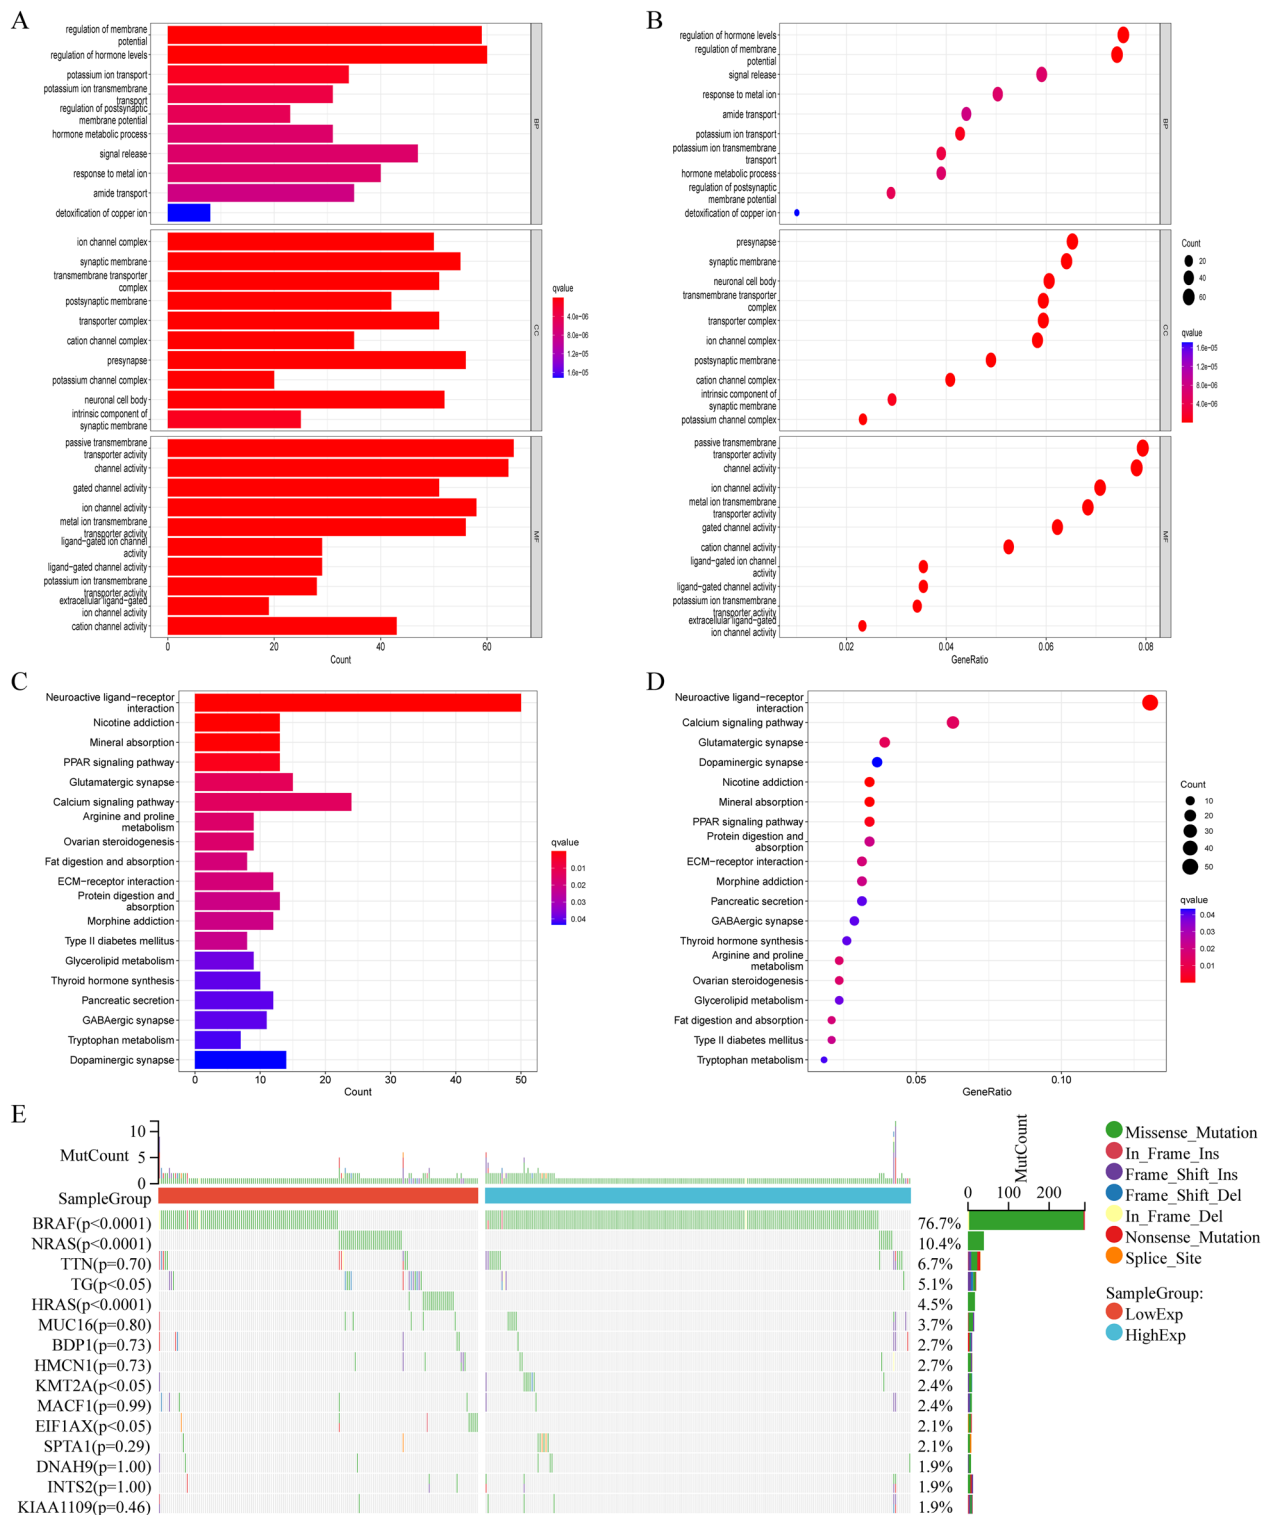 A
regulation of membrane
potential
regulation of hormone levels
potassium ion transport
potassium ion transmembrane
transport
regulation of postsynaptic
membrane potential
hormone metabolic process
signal release
response to metal ion
amide transport
detoxification of copper ion
BP
ion channel complex
synaptic membrane
transmembrane transporter
complex
postsynaptic membrane
transporter complex
cation channel complex
presynapse
potassium channel complex
neuronal cell body
intrinsic component of
synaptic membrane
CC
passive transmembrane
transporter activity
channel activity
gated channel activity
ion channel activity
metal ion transmembrane
transporter activity
ligand−gated ion channel
activity
ligand−gated channel activity
potassium ion transmembrane
transporter activity
extracellular ligand−gated
ion channel activity
cation channel activity
MF
0 20 40 60
Count
qvalue
4.0e−06
8.0e−06
1.2e−05
1.6e−05
B
regulation of hormone levels
regulation of membrane
potential
signal release
response to metal ion
amide transport
potassium ion transport
potassium ion transmembrane
transport
hormone metabolic process
regulation of postsynaptic
membrane potential
detoxification of copper ion
BP
presynapse
synaptic membrane
neuronal cell body
transmembrane transporter
complex
transporter complex
ion channel complex
postsynaptic membrane
cation channel complex
intrinsic component of
synaptic membrane
potassium channel complex
CC
passive transmembrane
transporter activity
channel activity
ion channel activity
metal ion transmembrane
transporter activity
gated channel activity
cation channel activity
ligand−gated ion channel
activity
ligand−gated channel activity
potassium ion transmembrane
transporter activity
extracellular ligand−gated
ion channel activity
MF
0.02 0.04 0.06 0.08
GeneRatio
Count
20
40
60
qvalue
1.6e−05
1.2e−05
8.0e−06
4.0e−06
C
Neuroactive ligand−receptor
interaction
Nicotine addiction
Mineral absorption
PPAR signaling pathway
Glutamatergic synapse
Calcium signaling pathway
Arginine and proline
metabolism
Ovarian steroidogenesis
Fat digestion and absorption
ECM−receptor interaction
Protein digestion and
absorption
Morphine addiction
Type II diabetes mellitus
Glycerolipid metabolism
Thyroid hormone synthesis
Pancreatic secretion
GABAergic synapse
Tryptophan metabolism
Dopaminergic synapse
0 10 20 30 40 50
Count
qvalue
0.01
0.02
0.03
0.04
D
Neuroactive ligand−receptor
interaction
Calcium signaling pathway
Glutamatergic synapse
Dopaminergic synapse
Nicotine addiction
Mineral absorption
PPAR signaling pathway
Protein digestion and
absorption
ECM−receptor interaction
Morphine addiction
Pancreatic secretion
GABAergic synapse
Thyroid hormone synthesis
Arginine and proline
metabolism
Ovarian steroidogenesis
Glycerolipid metabolism
Fat digestion and absorption
Type II diabetes mellitus
Tryptophan metabolism
0.05 0.10
GeneRatio
Count
10
20
30
40
50
qvalue
0.04
0.03
0.02
0.01
E
10
5
0
MutCount
SampleGroup
BRAF(p<0.0001) 76.7%
NRAS(p<0.0001) 10.4%
TTN(p=0.70) 6.7%
TG(p<0.05) 5.1%
HRAS(p<0.0001) 4.5%
MUC16(p=0.80) 3.7%
BDP1(p=0.73) 2.7%
HMCN1(p=0.73) 2.7%
KMT2A(p<0.05) 2.4%
MACF1(p=0.99) 2.4%
EIF1AX(p<0.05) 2.1%
SPTA1(p=0.29) 2.1%
DNAH9(p=1.00) 1.9%
INTS2(p=1.00) 1.9%
KIAA1109(p=0.46) 1.9%
MutCount
0 100 200
Missense_Mutation
In_Frame_Ins
Frame_Shift_Ins
Frame_Shift_Del
In_Frame_Del
Nonsense_Mutation
Splice_Site
SampleGroup:
LowExp
HighExp